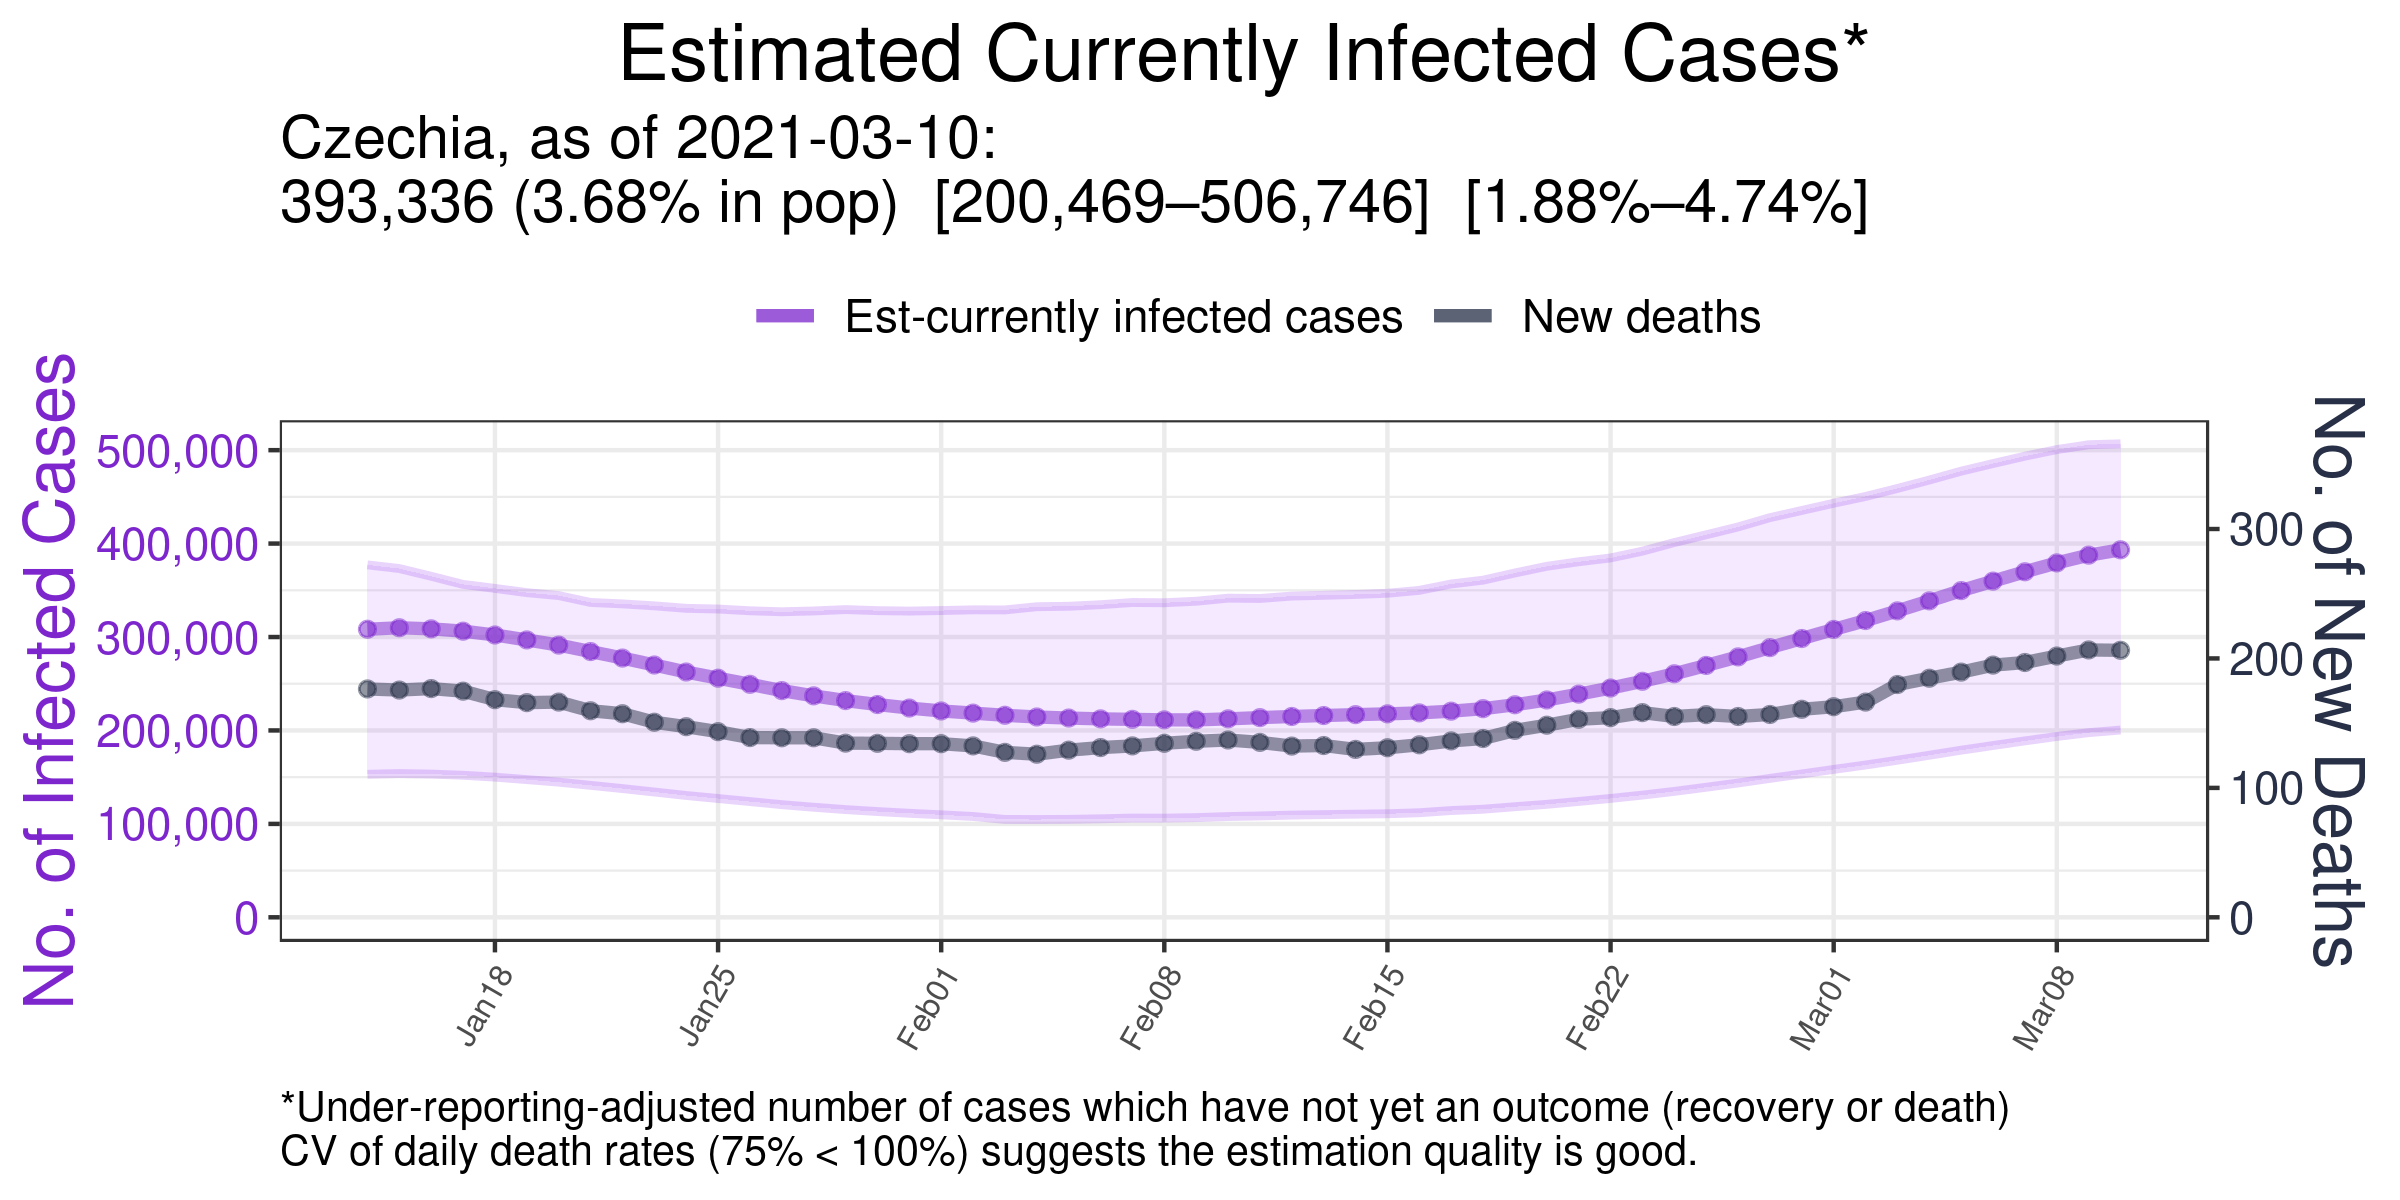 Estimated Currently Infected Cases*
Czechia, as of 2021-03-10:
393,336 (3.68% in pop)  [200,469–506,746]  [1.88%–4.74%]
Est-currently infected cases
New deaths
No. of Infected Cases
500,000
400,000
300,000
200,000
100,000
0
No. of New Deaths
300
200
100
0
Jan18
Jan25
Feb01
Feb08
Feb15
Feb22
Mar01
Mar08
*Under-reporting-adjusted number of cases which have not yet an outcome (recovery or death)
CV of daily death rates (75% < 100%) suggests the estimation quality is good.